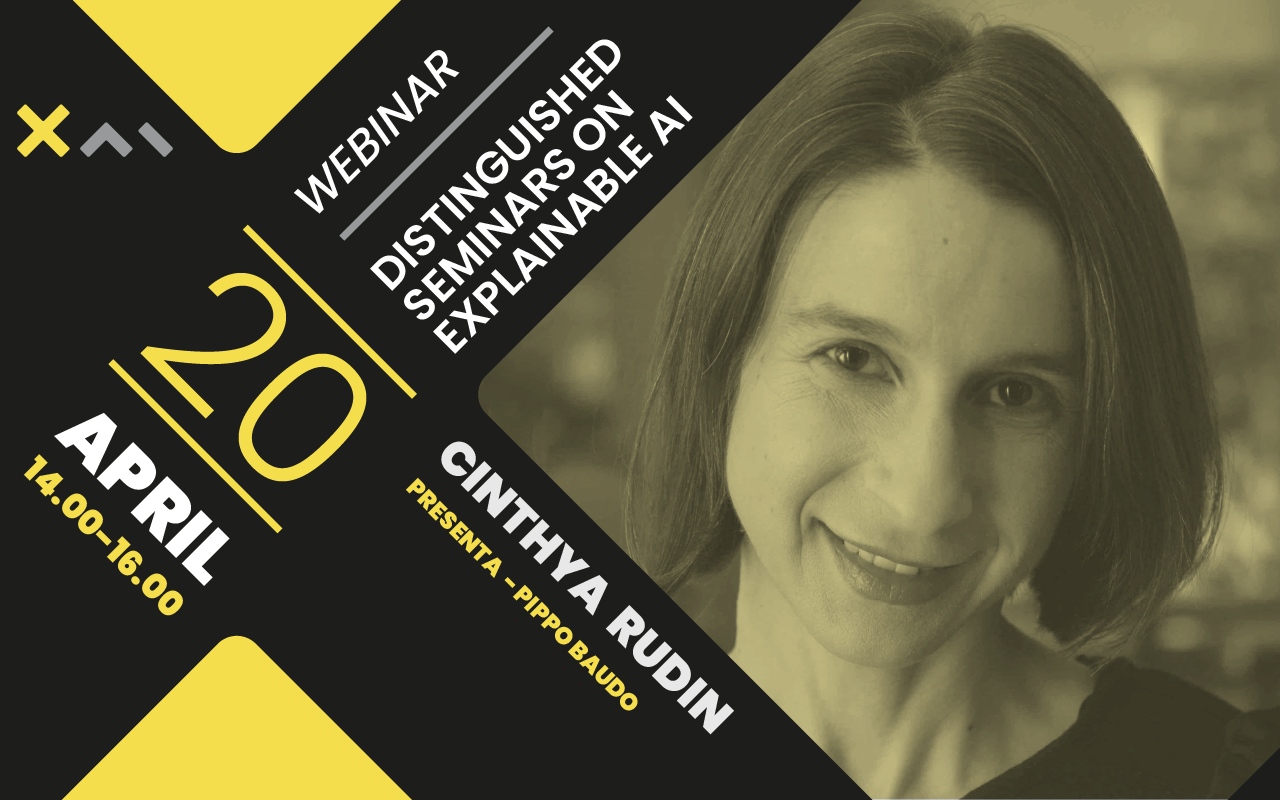 WEBINAR
DISTINGUISHED
SEMINARS ON
EXPLAINABLE AI
20
APRIL
14.00-16.00
CINTHYA RUDIN
PRESENTA - PIPPO BAUDO